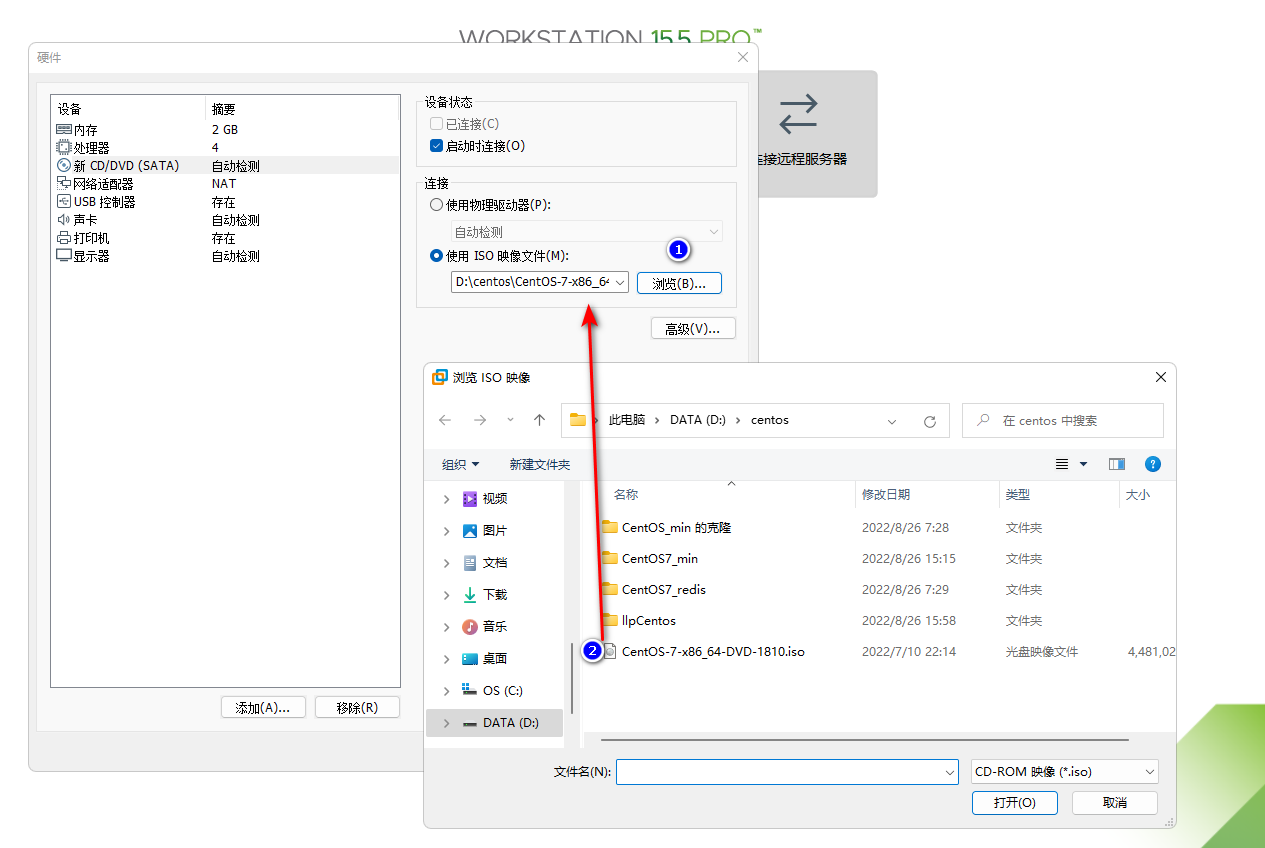 WORKSTATION 15.5 PRO™
硬件
设备 摘要
内存 2 GB
处理器 4
新 CD/DVD (SATA) 自动检测
网络适配器 NAT
USB 控制器 存在
声卡 自动检测
打印机 存在
显示器 自动检测
添加(A)... 移除(R)
设备状态
已连接(C)
启动时连接(O)
连接
使用物理驱动器(P):
自动检测
使用 ISO 映像文件(M):
1
D:\centos\CentOS-7-x86_64 浏览(B)...
高级(V)...
连接远程服务器
浏览 ISO 映像
此电脑 › DATA (D:) › centos
在 centos 中搜索
组织 新建文件夹
?
视频
图片
文档
下载
音乐
桌面
OS (C:)
DATA (D:)
名称 修改日期 类型 大小
CentOS_min 的克隆 2022/8/26 7:28 文件夹
CentOS7_min 2022/8/26 15:15 文件夹
CentOS7_redis 2022/8/26 7:29 文件夹
llpCentos 2022/8/26 15:58 文件夹
2 CentOS-7-x86_64-DVD-1810.iso 2022/7/10 22:14 光盘映像文件 4,481,02
文件名(N): CD-ROM 映像 (*.iso)
打开(O) 取消